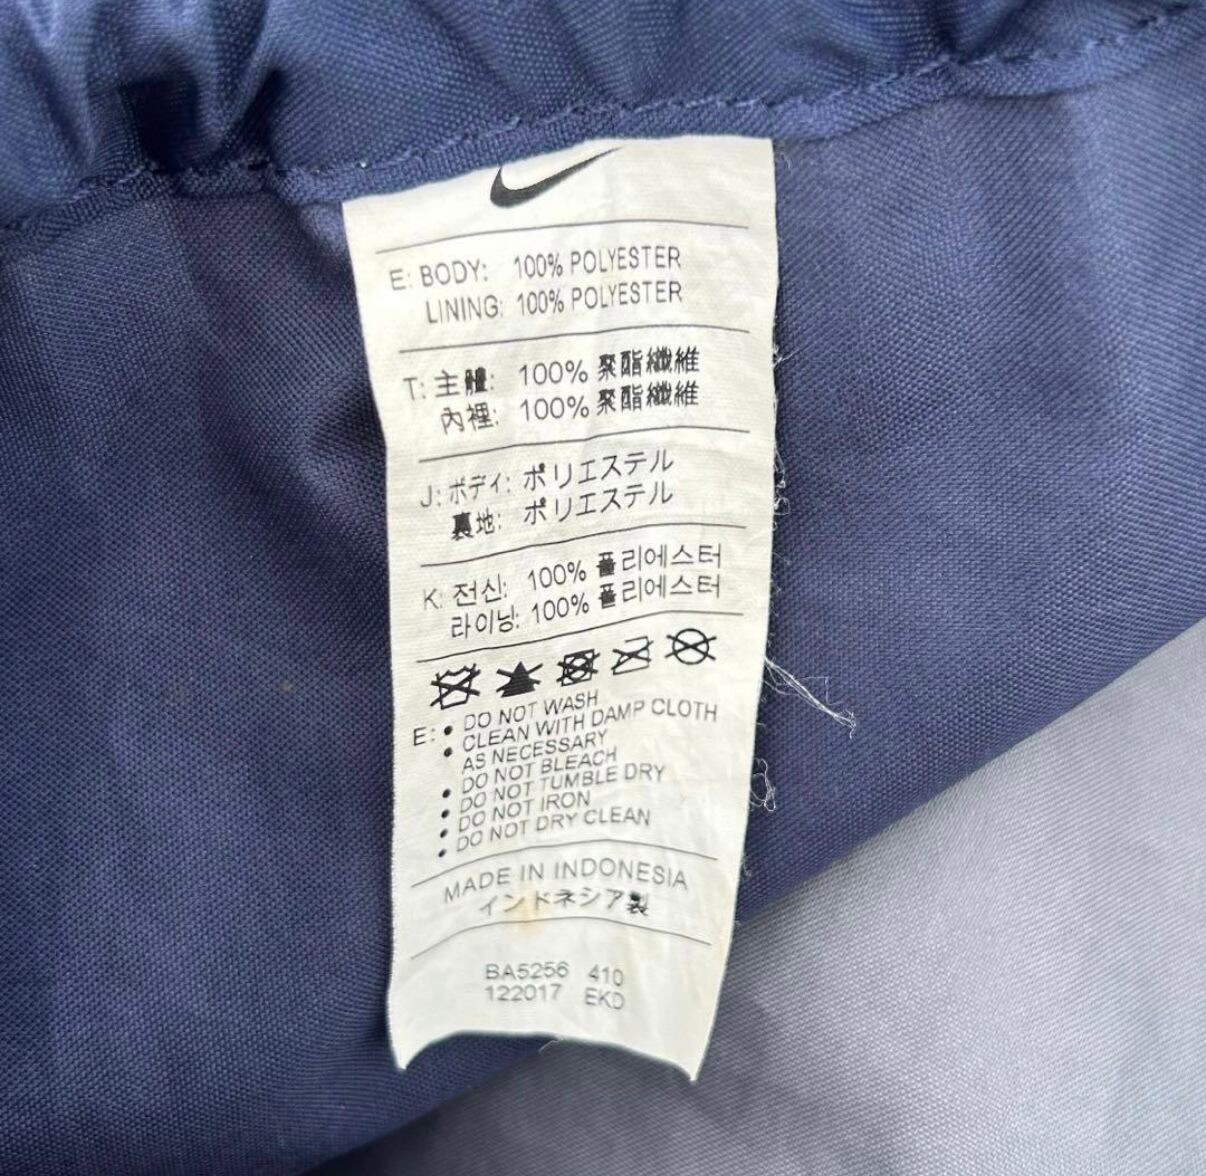 E: BODY: 100% POLYESTER
LINING: 100% POLYESTER
T: 主體: 100% 聚酯纖維
內裡: 100% 聚酯纖維
J: ボディ: ポリエステル
裏地: ポリエステル
K: 전신: 100% 폴리에스터
라이닝: 100% 폴리에스터
E: • DO NOT WASH
• CLEAN WITH DAMP CLOTH
AS NECESSARY
• DO NOT BLEACH
• DO NOT TUMBLE DRY
• DO NOT IRON
• DO NOT DRY CLEAN
MADE IN INDONESIA
インドネシア製
BA5256 410
122017 EKD